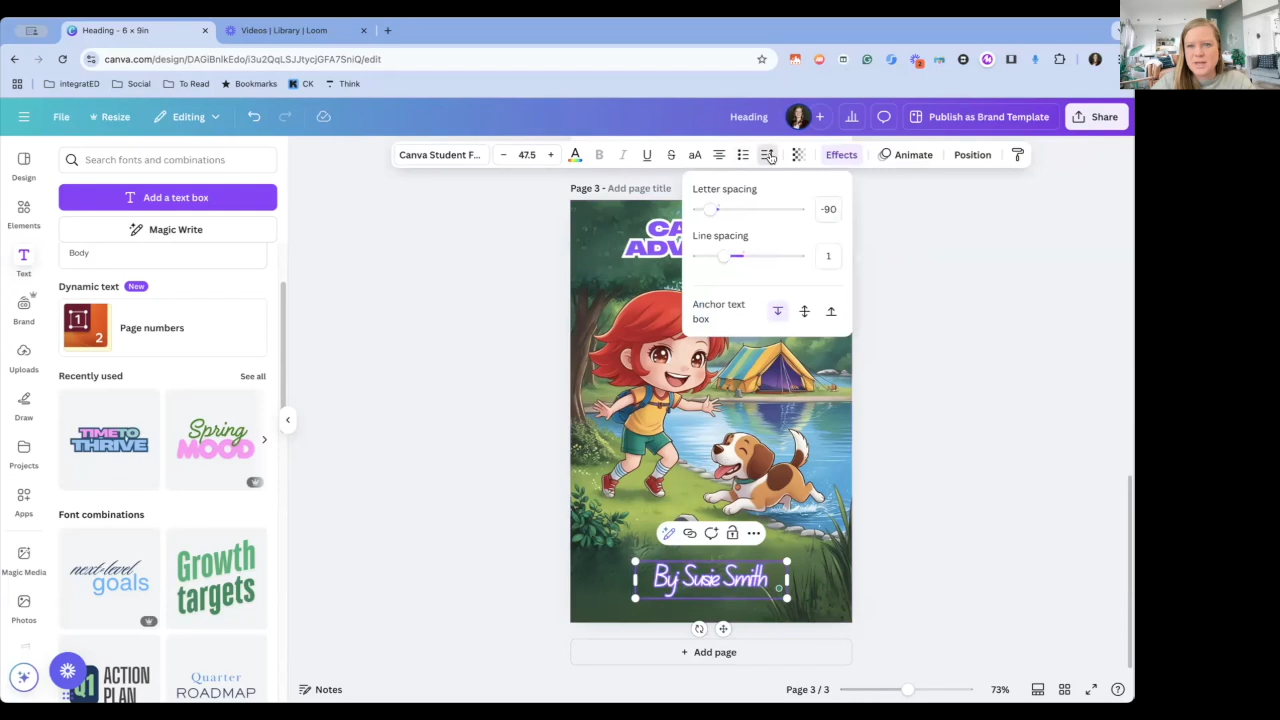 Heading - 6 × 9in
Videos | Library | Loom
canva.com/design/DAGiBnlkEdo/i3u2QqLSJJtycjGFA7SniQ/edit
integratED
Social
To Read
Bookmarks
CK
Think
File
Resize
Editing
Heading
Publish as Brand Template
Share
Canva Student F...
47.5
A
B
I
U
S
aA
Effects
Animate
Position
Design
Elements
Text
Brand
Uploads
Draw
Projects
Apps
Magic Media
Photos
Search fonts and combinations
Add a text box
Magic Write
Body
Dynamic text New
Page numbers
1
2
Recently used
See all
TIME TO
THRIVE
Spring
MOOD
Font combinations
next-level
goals
Growth
targets
Q1 ACTION
PLAN
Quarter
ROADMAP
Page 3 - Add page title
Letter spacing
-90
Line spacing
1
Anchor text
box
By Susie Smith
+ Add page
Notes
Page 3 / 3
73%